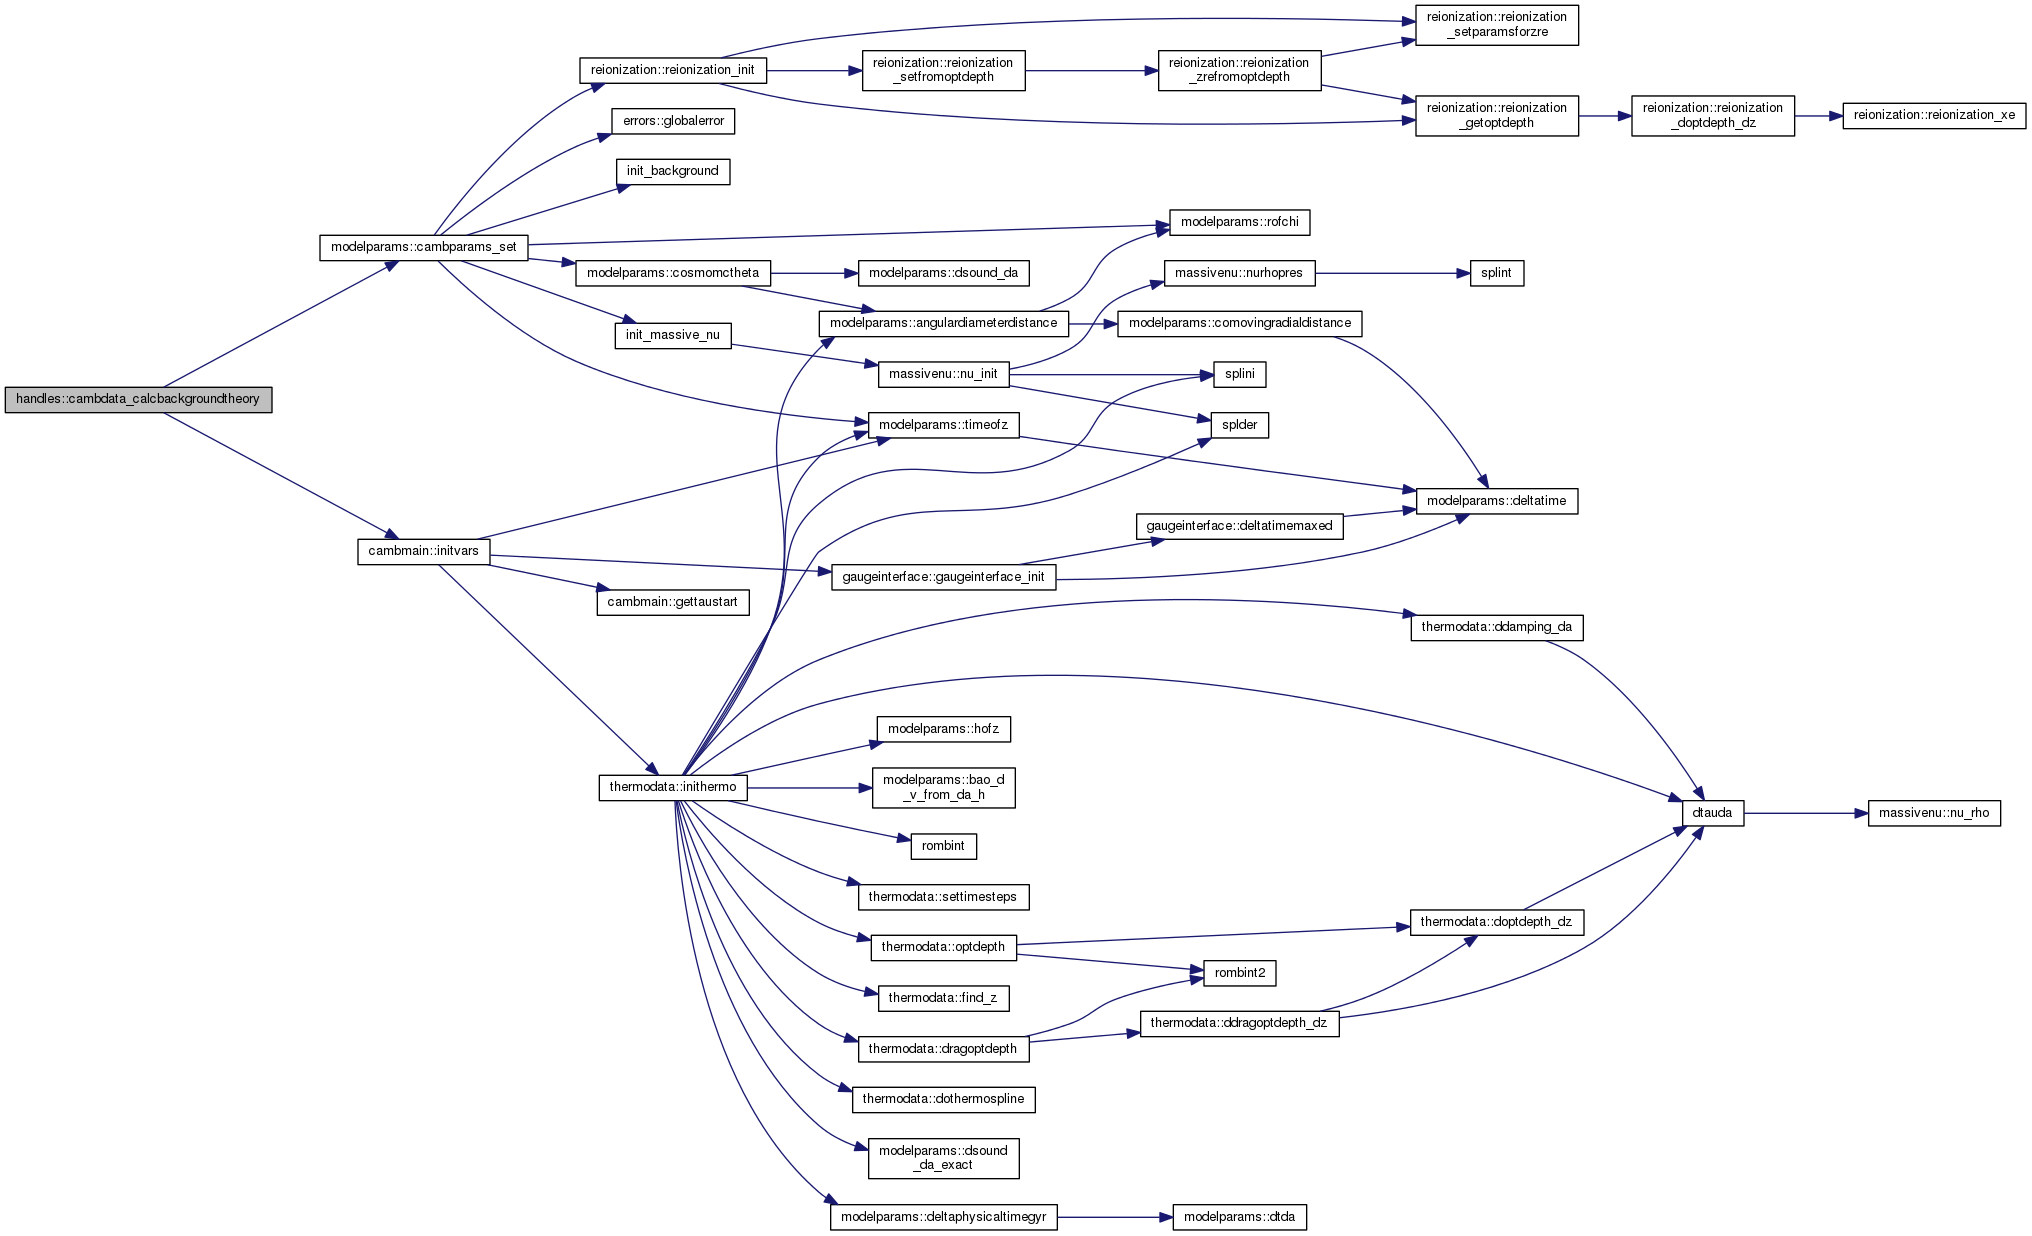 reionization::reionization
_setparamsforzre
reionization::reionization_init
reionization::reionization
_setfromoptdepth
reionization::reionization
_zrefromoptdepth
errors::globalerror
reionization::reionization
_getoptdepth
reionization::reionization
_doptdepth_dz
reionization::reionization_xe
init_background
modelparams::rofchi
modelparams::cambparams_set
modelparams::cosmomctheta
modelparams::dsound_da
massivenu::nurhopres
splint
init_massive_nu
modelparams::angulardiameterdistance
modelparams::comovingradialdistance
massivenu::nu_init
splini
handles::cambdata_calcbackgroundtheory
modelparams::timeofz
splder
modelparams::deltatime
gaugeinterface::deltatimemaxed
cambmain::initvars
gaugeinterface::gaugeinterface_init
cambmain::gettaustart
thermodata::ddamping_da
modelparams::hofz
thermodata::inithermo
modelparams::bao_d
_v_from_da_h
dtauda
massivenu::nu_rho
rombint
thermodata::settimesteps
thermodata::doptdepth_dz
thermodata::optdepth
rombint2
thermodata::find_z
thermodata::ddragoptdepth_dz
thermodata::dragoptdepth
thermodata::dothermospline
modelparams::dsound
_da_exact
modelparams::deltaphysicaltimegyr
modelparams::dtda